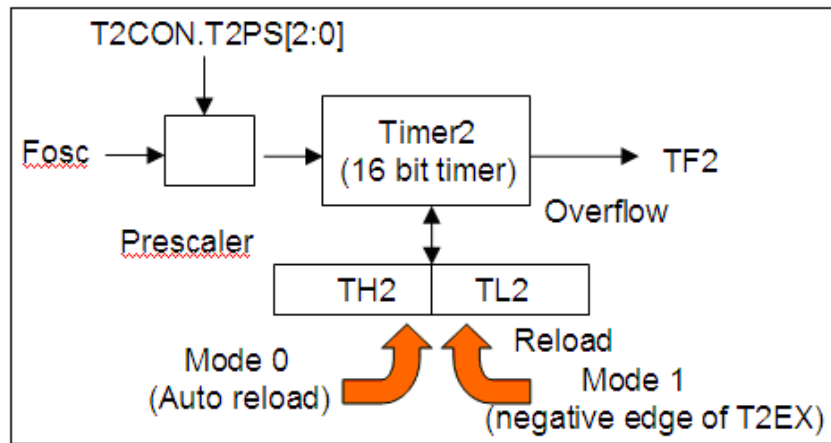 T2CON.T2PS[2:0]
Fosc
Prescaler
Timer2
(16 bit timer)
TF2
Overflow
TH2
TL2
Reload
Mode 0
(Auto reload)
Mode 1
(negative edge of T2EX)